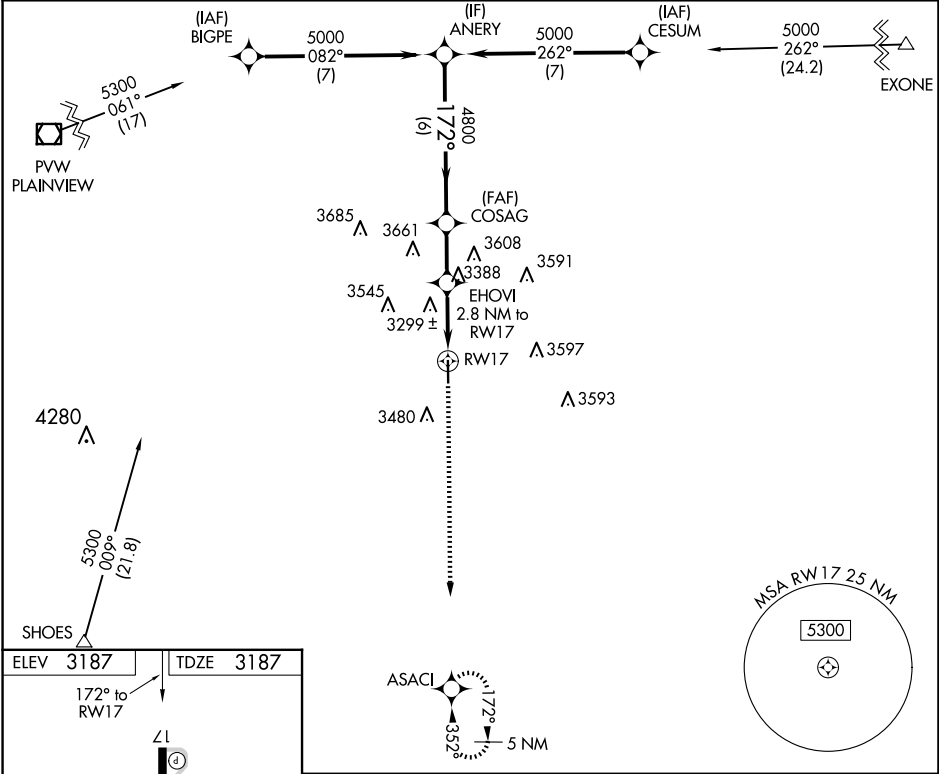 (IAF)
BIGPE
(IF)
ANERY
(IAF)
CESUM
5000
082°
(7)
5000
262°
(7)
5000
262°
(24.2)
EXONE
5300
061°
(17)
PVW
PLAINVIEW
4800
172°
(6)
(FAF)
COSAG
3685
3661
3608
3388
3591
3545
3299 ±
EHOVI
2.8 NM to
RW17
RW17
3597
3593
3480
4280
5300
009°
(21.8)
SHOES
MSA RW17 25 NM
5300
ELEV 3187
TDZE 3187
172° to
RW17
17
P
ASACI
172°
352°
5 NM